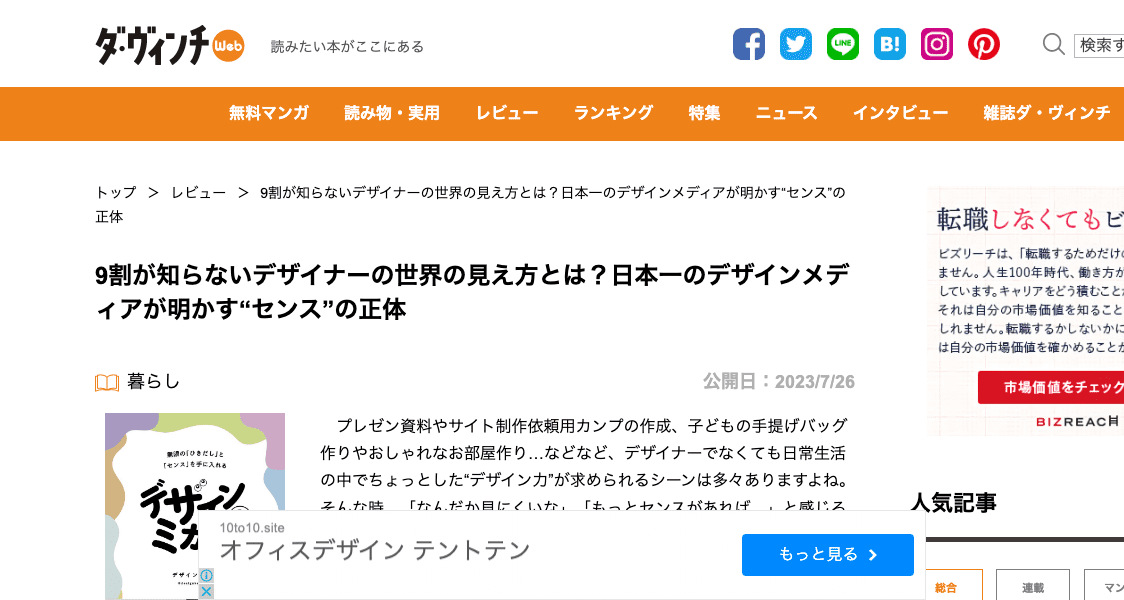 ダ・ヴィンチWeb
読みたい本がここにある
LINE
B!
検索す
無料マンガ 読み物・実用 レビュー ランキング 特集 ニュース インタビュー 雑誌ダ・ヴィンチ
トップ > レビュー > 9割が知らないデザイナーの世界の見え方とは？日本一のデザインメディアが明かす“センス”の
正体
9割が知らないデザイナーの世界の見え方とは？日本一のデザインメデ
ィアが明かす“センス”の正体
暮らし
公開日：2023/7/26
無限の「ひきだし」と
「センス」を手に入れる
デザイン
ミカ
デザイン
プレゼン資料やサイト制作依頼用カンプの作成、子どもの手提げバッグ
作りやおしゃれなお部屋作り…などなど、デザイナーでなくても日常生活
の中でちょっとした“デザイン力”が求められるシーンは多々ありますよね。
そんな時、「なんだか見にくいな」「もっとセンスがあれば…」と感じる
10to10.site
オフィスデザイン テントテン
もっと見る
転職しなくてもビ
ビズリーチは、「転職するためだけの
ません。人生100年時代、働き方が
しています。キャリアをどう積むことが
それは自分の市場価値を知ること
しれません。転職するかしないかに
は自分の市場価値を確かめることが
市場価値をチェック
BIZREACH
人気記事
総合 連載 マン